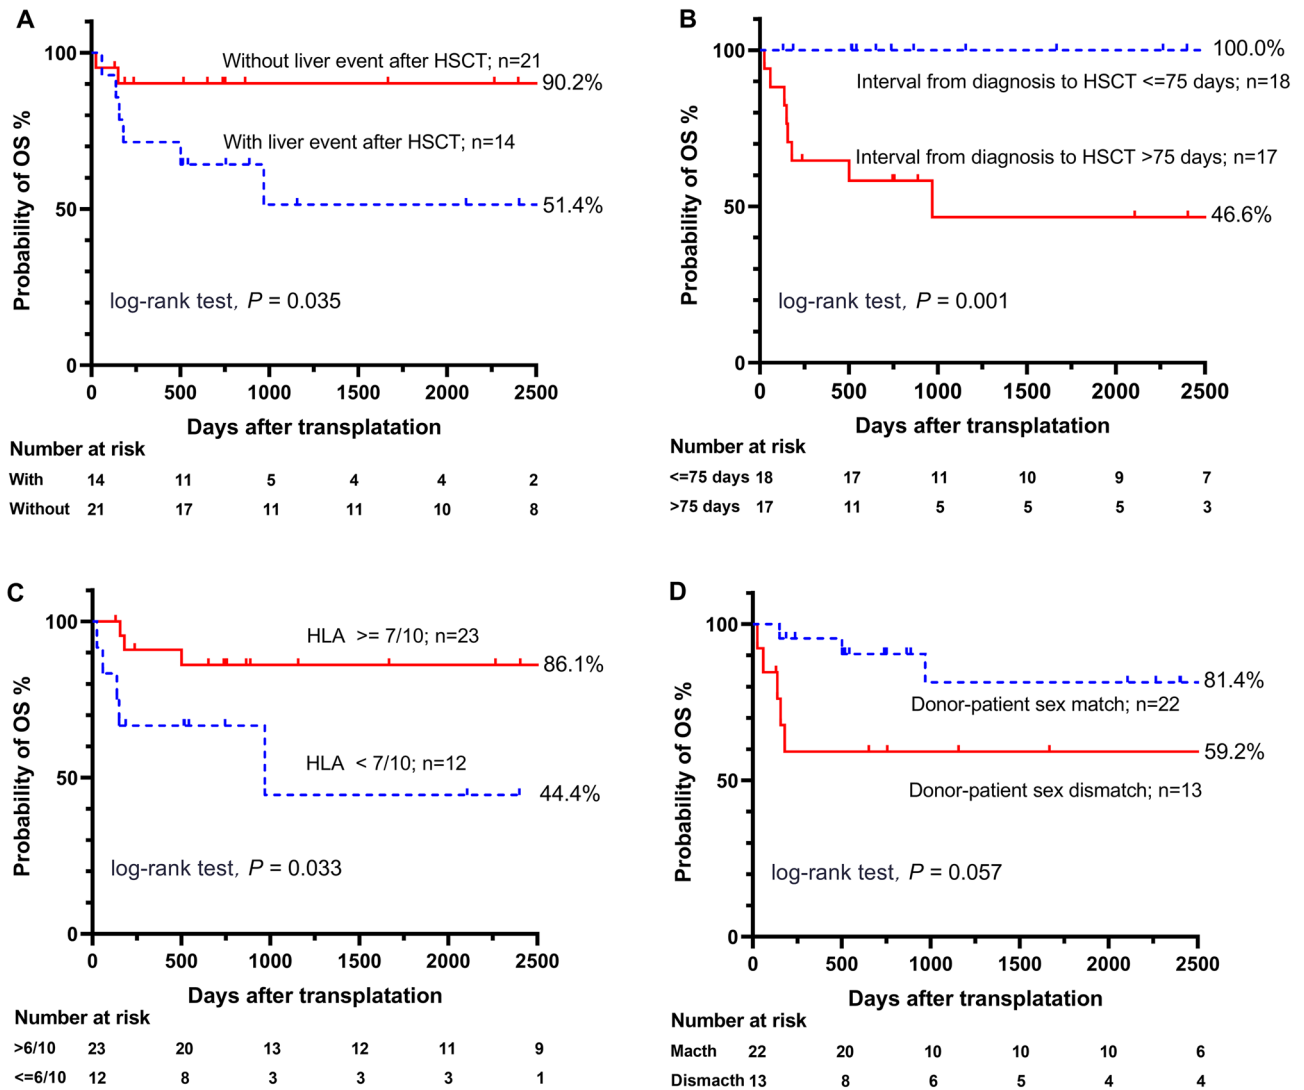 A
Probability of OS %
100
50
0
Without liver event after HSCT; n=21
90.2%
With liver event after HSCT; n=14
51.4%
log-rank test, P = 0.035
0 500 1000 1500 2000 2500
Days after transplatation
Number at risk
With 14 11 5 4 4 2
Without 21 17 11 11 10 8
B
Probability of OS %
100
50
0
100.0%
Interval from diagnosis to HSCT <=75 days; n=18
Interval from diagnosis to HSCT >75 days; n=17
46.6%
log-rank test, P = 0.001
0 500 1000 1500 2000 2500
Days after transplatation
Number at risk
<=75 days 18 17 11 10 9 7
>75 days 17 11 5 5 5 3
C
Probability of OS %
100
50
0
HLA >= 7/10; n=23
86.1%
HLA < 7/10; n=12
44.4%
log-rank test, P = 0.033
0 500 1000 1500 2000 2500
Days after transplatation
Number at risk
>6/10 23 20 13 12 11 9
<=6/10 12 8 3 3 3 1
D
Probability of OS %
100
50
0
81.4%
Donor-patient sex match; n=22
59.2%
Donor-patient sex dismatch; n=13
log-rank test, P = 0.057
0 500 1000 1500 2000 2500
Days after transplatation
Number at risk
Macth 22 20 10 10 10 6
Dismacth 13 8 6 5 4 4